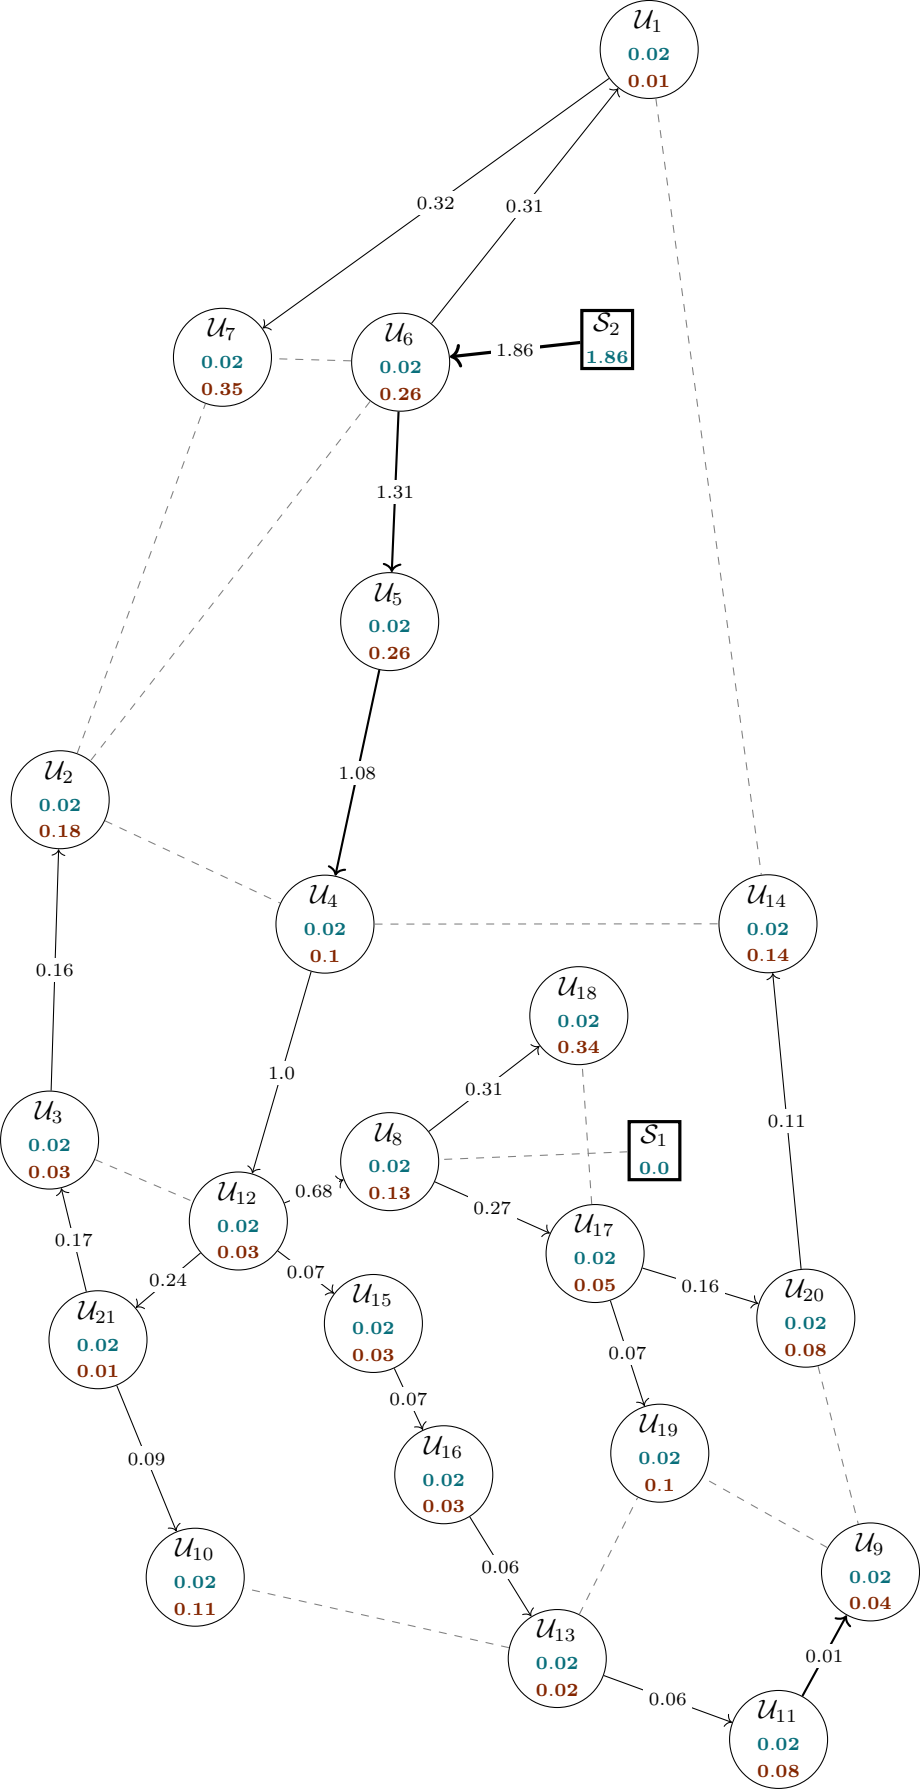 𝒰₁
0.02
0.01
0.32
0.31
𝒰₇
0.02
0.35
𝒰₆
0.02
0.26
1.86
𝒮₂
1.86
1.31
𝒰₅
0.02
0.26
1.08
𝒰₂
0.02
0.18
𝒰₄
0.02
0.1
𝒰₁₄
0.02
0.14
0.16
𝒰₁₈
0.02
0.34
1.0
0.31
0.11
𝒰₃
0.02
0.03
𝒰₈
0.02
0.13
𝒮₁
0.0
𝒰₁₂
0.02
0.03
0.68
0.27
𝒰₁₇
0.02
0.05
0.17
0.24
0.07
0.16
𝒰₂₁
0.02
0.01
𝒰₁₅
0.02
0.03
𝒰₂₀
0.02
0.08
0.07
0.07
0.09
𝒰₁₆
0.02
0.03
𝒰₁₉
0.02
0.1
𝒰₁₀
0.02
0.11
0.06
𝒰₉
0.02
0.04
𝒰₁₃
0.02
0.02
0.01
0.06
𝒰₁₁
0.02
0.08